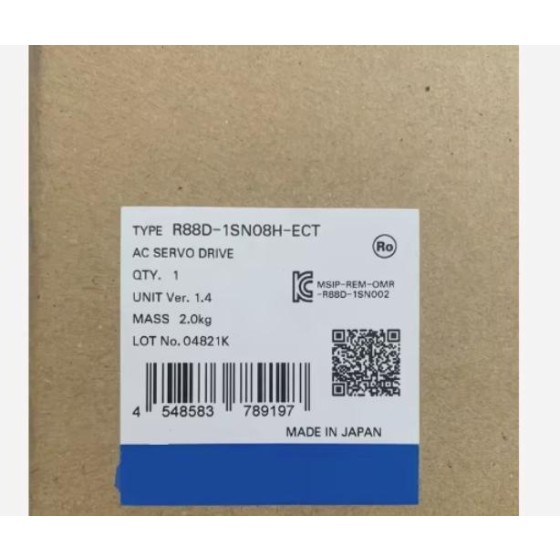 TYPE R88D-1SN08H-ECT
AC SERVO DRIVE
Ro
QTY. 1
MSIP-REM-OMR
-R88D-1SN002
UNIT Ver. 1.4
MASS 2.0kg
LOT No. 04821K
4 548583 789197
MADE IN JAPAN